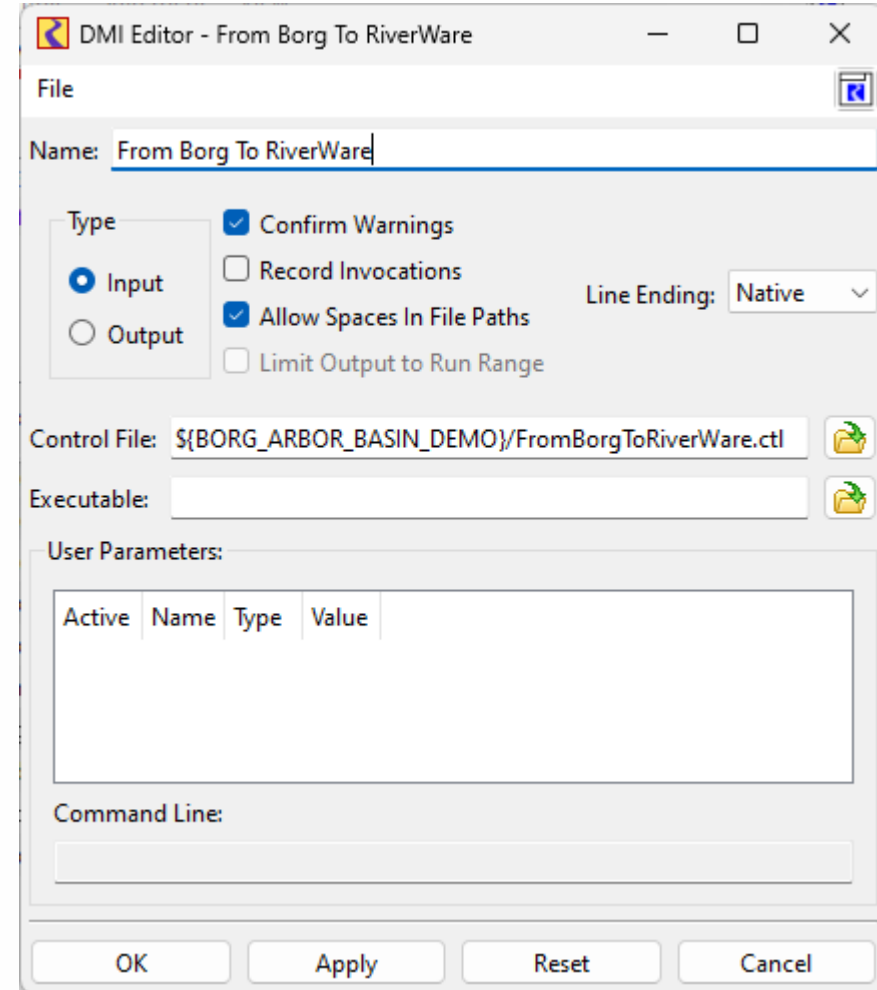 DMI Editor - From Borg To RiverWare
File
Name: From Borg To RiverWare
Type
Input
Output
Confirm Warnings
Record Invocations
Allow Spaces In File Paths
Limit Output to Run Range
Line Ending: Native
Control File: ${BORG_ARBOR_BASIN_DEMO}/FromBorgToRiverWare.ctl
Executable:
User Parameters:
Active Name Type Value
Command Line:
OK Apply Reset Cancel